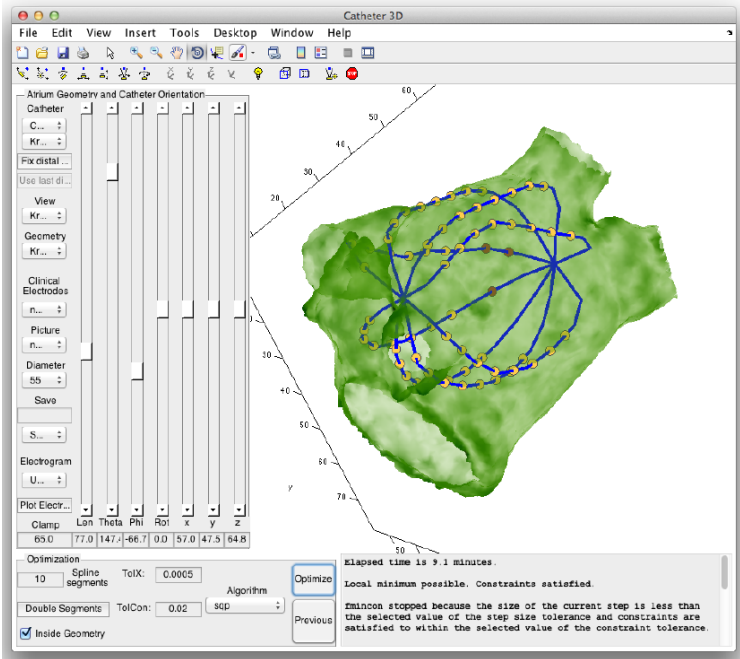 Catheter 3D
File Edit View Insert Tools Desktop Window Help
Atrium Geometry and Catheter Orientation
Catheter
C...
Kr...
Fix distal ...
Use last di...
View
Kr...
Geometry
Kr...
Clinical
Electrodos
n...
Picture
n...
Diameter
55
Save
S...
Electrogram
U...
Plot Electr...
Clamp Len Theta Phi Rot x y z
65.0 77.0 147.4 -66.7 0.0 57.0 47.5 64.8
60
50
40
30
20
30
40
50
60
70
y
50
Optimization
10 Spline segments TolX: 0.0005
Algorithm
Double Segments TolCon: 0.02 sqp
Inside Geometry
Optimize
Previous
Elapsed time is 9.1 minutes.
Local minimum possible. Constraints satisfied.
fmincon stopped because the size of the current step is less than
the selected value of the step size tolerance and constraints are
satisfied to within the selected value of the constraint tolerance.